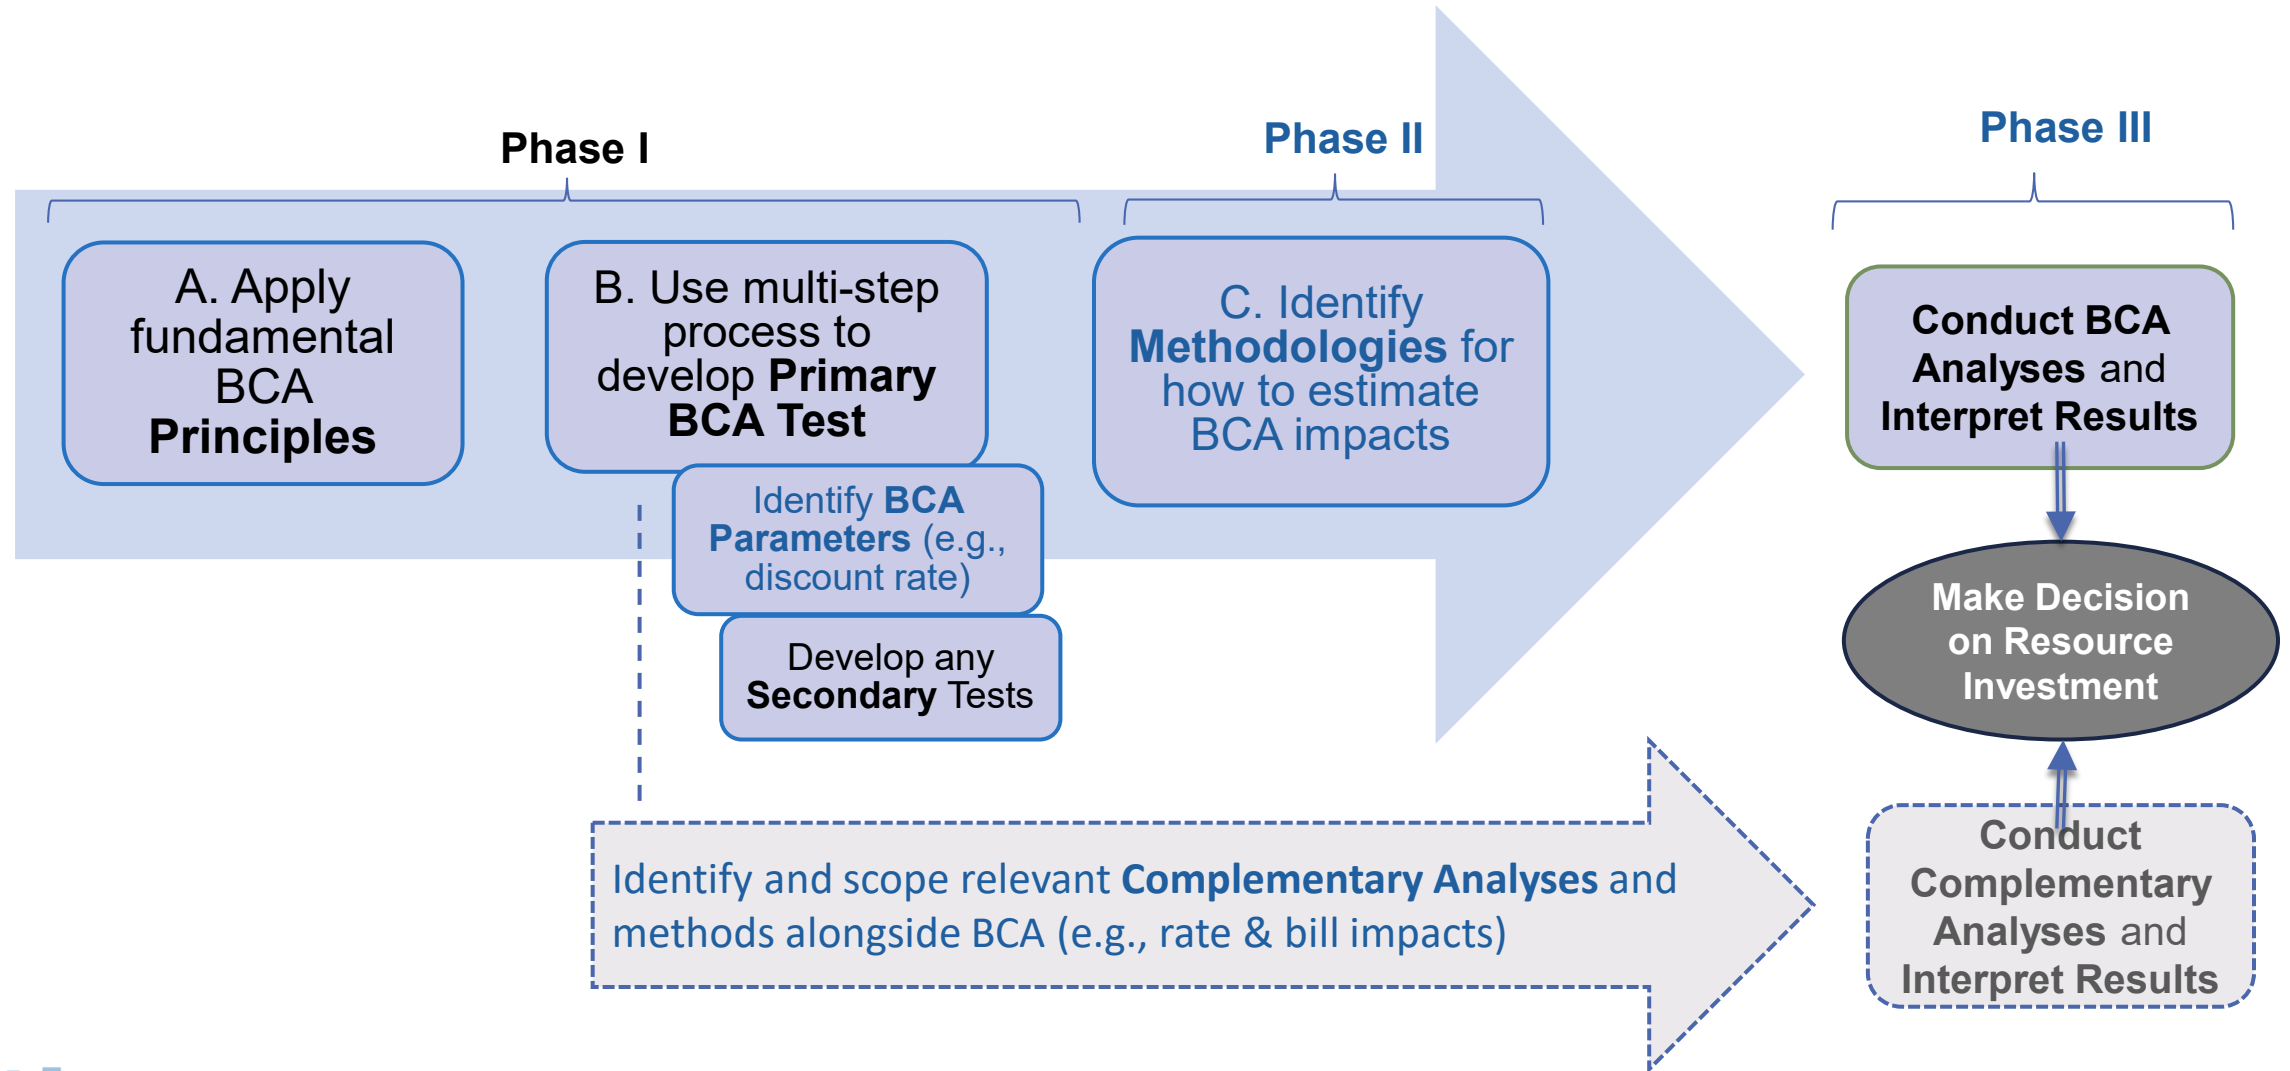 Phase I
Phase II
Phase III
A. Apply
fundamental
BCA
Principles
B. Use multi-step
process to
develop Primary
BCA Test
Identify BCA
Parameters (e.g.,
discount rate)
Develop any
Secondary Tests
C. Identify
Methodologies for
how to estimate
BCA impacts
Conduct BCA
Analyses and
Interpret Results
Make Decision
on Resource
Investment
Identify and scope relevant Complementary Analyses and
methods alongside BCA (e.g., rate & bill impacts)
Conduct
Complementary
Analyses and
Interpret Results